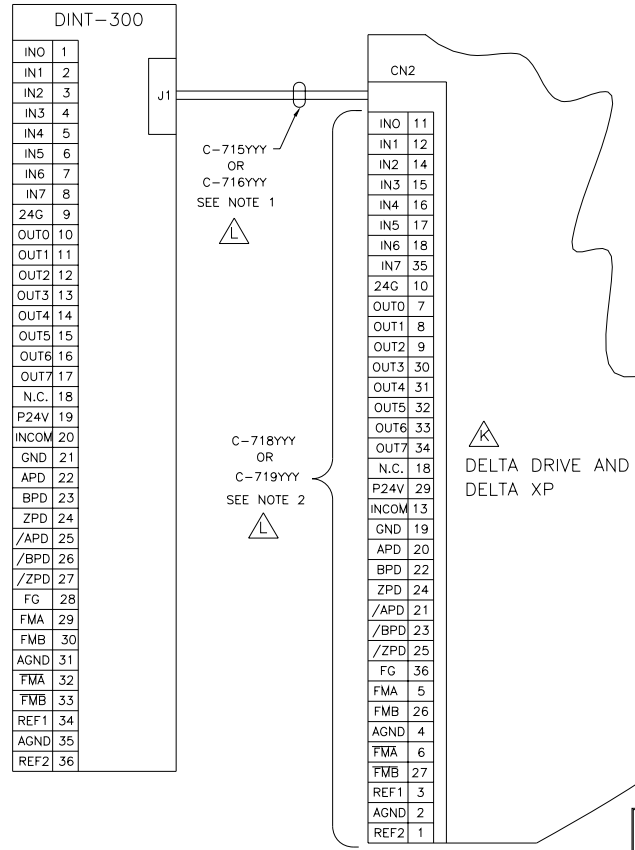 DINT-300
IN0 1
IN1 2
IN2 3
IN3 4
IN4 5
IN5 6
IN6 7
IN7 8
24G 9
OUT0 10
OUT1 11
OUT2 12
OUT3 13
OUT4 14
OUT5 15
OUT6 16
OUT7 17
N.C. 18
P24V 19
INCOM 20
GND 21
APD 22
BPD 23
ZPD 24
/APD 25
/BPD 26
/ZPD 27
FG 28
FMA 29
FMB 30
AGND 31
F̅M̅A̅ 32
F̅M̅B̅ 33
REF1 34
AGND 35
REF2 36
J1
C-715YYY
OR
C-716YYY
SEE NOTE 1
L
C-718YYY
OR
C-719YYY
SEE NOTE 2
L
CN2
IN0 11
IN1 12
IN2 14
IN3 15
IN4 16
IN5 17
IN6 18
IN7 35
24G 10
OUT0 7
OUT1 8
OUT2 9
OUT3 30
OUT4 31
OUT5 32
OUT6 33
OUT7 34
N.C. 18
P24V 29
INCOM 13
GND 19
APD 20
BPD 22
ZPD 24
/APD 21
/BPD 23
/ZPD 25
FG 36
FMA 5
FMB 26
AGND 4
F̅M̅A̅ 6
F̅M̅B̅ 27
REF1 3
AGND 2
REF2 1
K
DELTA DRIVE AND
DELTA XP